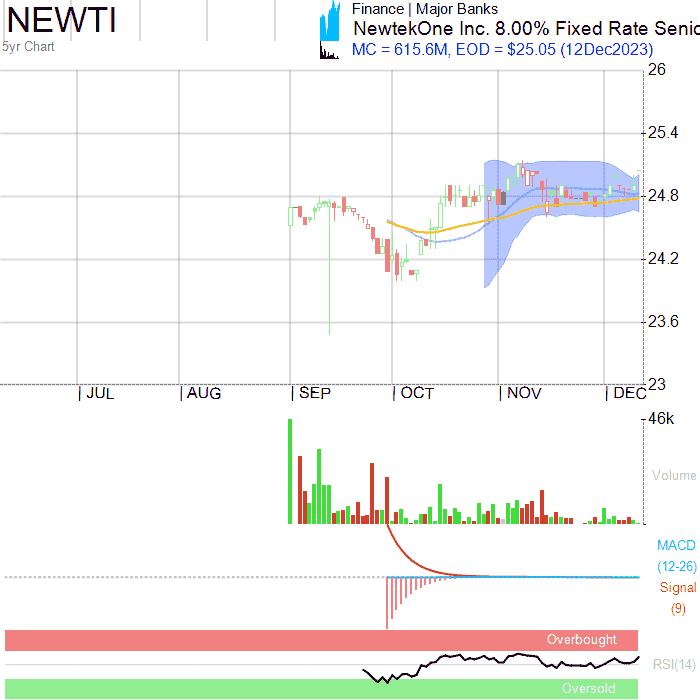 NEWTI
5yr Chart
Finance | Major Banks
NewtekOne Inc. 8.00% Fixed Rate Senio
MC = 615.6M, EOD = $25.05 (12Dec2023)
26
25.4
24.8
24.2
23.6
23
| JUL | AUG | SEP | OCT | NOV | DEC
46k
Volume
MACD
(12-26)
Signal
(9)
Overbought
RSI(14)
Oversold